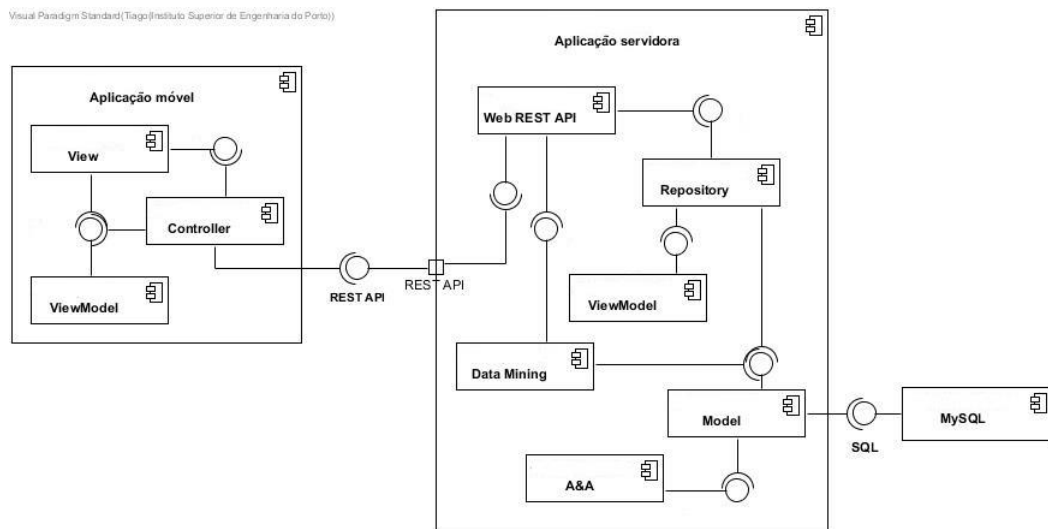 Visual Paradigm Standard(Tiago(Instituto Superior de Engenharia do Porto))
Aplicação móvel
View
Controller
ViewModel
REST API
REST API
Aplicação servidora
Web REST API
Repository
ViewModel
Data Mining
Model
A&A
SQL
MySQL